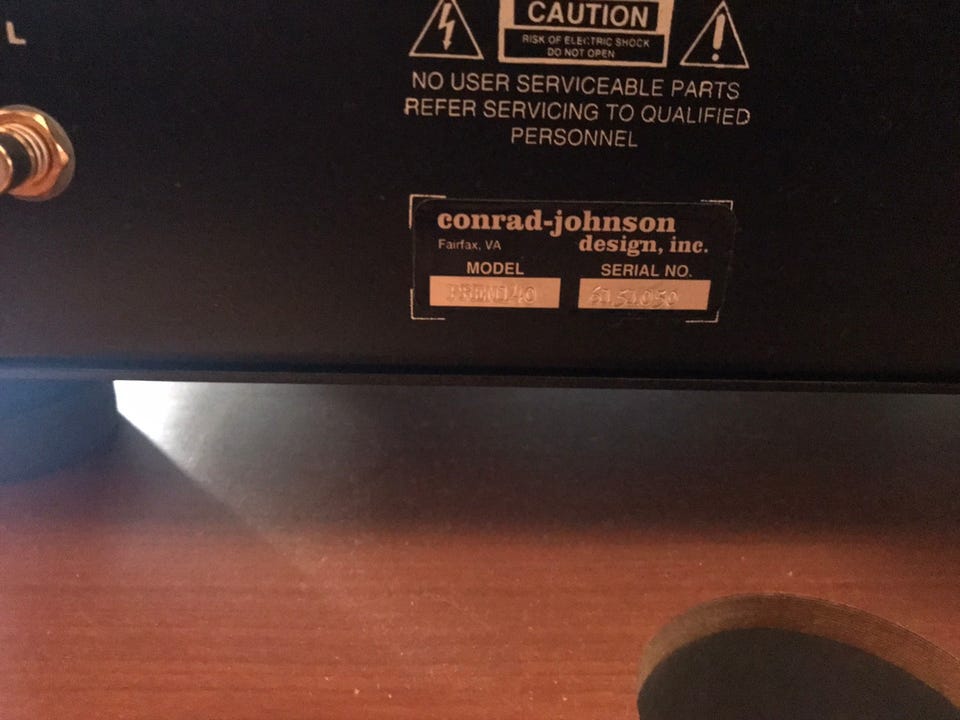 L
CAUTION
RISK OF ELECTRIC SHOCK
DO NOT OPEN
NO USER SERVICEABLE PARTS
REFER SERVICING TO QUALIFIED
PERSONNEL
conrad-johnson
Fairfax, VA design, inc.
MODEL SERIAL NO.